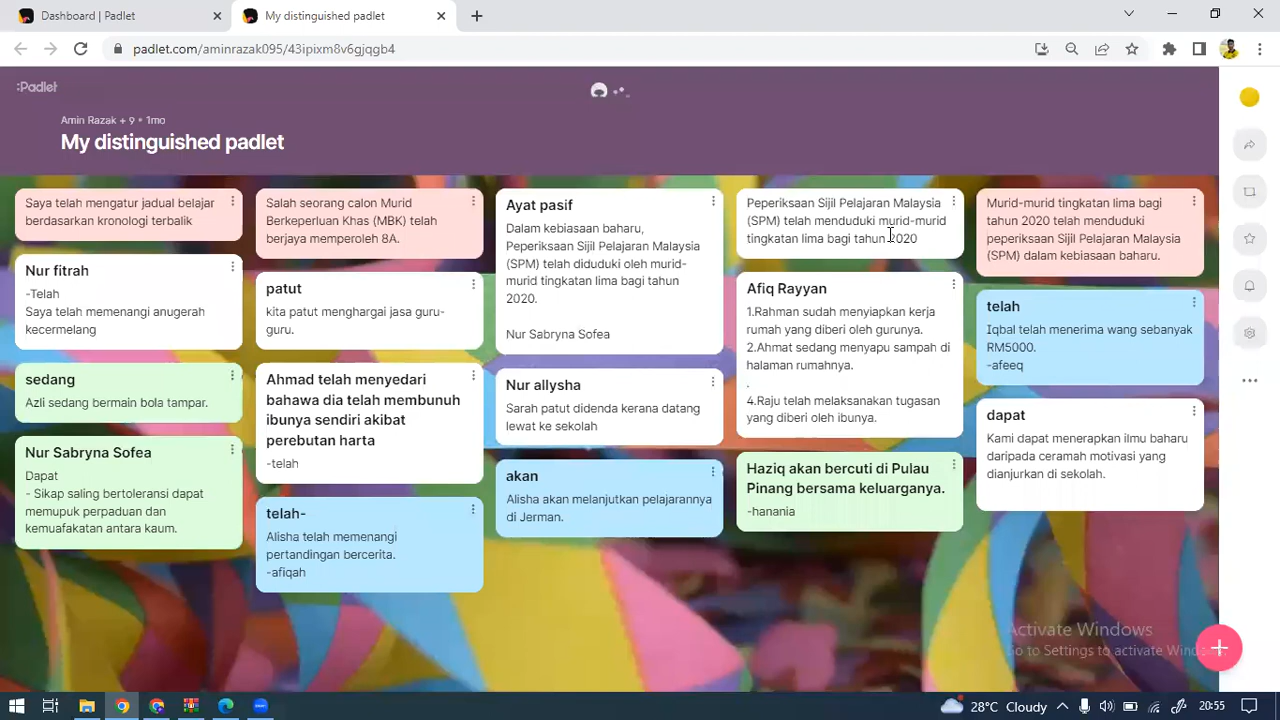 Dashboard | Padlet
My distinguished padlet
padlet.com/aminrazak095/43ipixm8v6gjqgb4
:Padlet
Amin Razak + 9 • 1mo
My distinguished padlet
Saya telah mengatur jadual belajar
berdasarkan kronologi terbalik
Nur fitrah
-Telah
Saya telah memenangi anugerah
kecermelang
sedang
Azli sedang bermain bola tampar.
Nur Sabryna Sofea
Dapat
- Sikap saling bertoleransi dapat
memupuk perpaduan dan
kemuafakatan antara kaum.
Salah seorang calon Murid
Berkeperluan Khas (MBK) telah
berjaya memperoleh 8A.
patut
kita patut menghargai jasa guru-
guru.
Ahmad telah menyedari
bahawa dia telah membunuh
ibunya sendiri akibat
perebutan harta
-telah
telah-
Alisha telah memenangi
pertandingan bercerita.
-afiqah
Ayat pasif
Dalam kebiasaan baharu,
Peperiksaan Sijil Pelajaran Malaysia
(SPM) telah diduduki oleh murid-
murid tingkatan lima bagi tahun
2020.
Nur Sabryna Sofea
Nur allysha
Sarah patut didenda kerana datang
lewat ke sekolah
akan
Alisha akan melanjutkan pelajarannya
di Jerman.
Peperiksaan Sijil Pelajaran Malaysia
(SPM) telah menduduki murid-murid
tingkatan lima bagi tahun 2020
Afiq Rayyan
1.Rahman sudah menyiapkan kerja
rumah yang diberi oleh gurunya.
2.Ahmat sedang menyapu sampah di
halaman rumahnya.
.
4.Raju telah melaksanakan tugasan
yang diberi oleh ibunya.
Haziq akan bercuti di Pulau
Pinang bersama keluarganya.
-hanania
Murid-murid tingkatan lima bagi
tahun 2020 telah menduduki
peperiksaan Sijil Pelajaran Malaysia
(SPM) dalam kebiasaan baharu.
telah
Iqbal telah menerima wang sebanyak
RM5000.
-afeeq
dapat
Kami dapat menerapkan ilmu baharu
daripada ceramah motivasi yang
dianjurkan di sekolah.
Activate Windows
Go to Settings to activate Windows.
28°C Cloudy
20:55